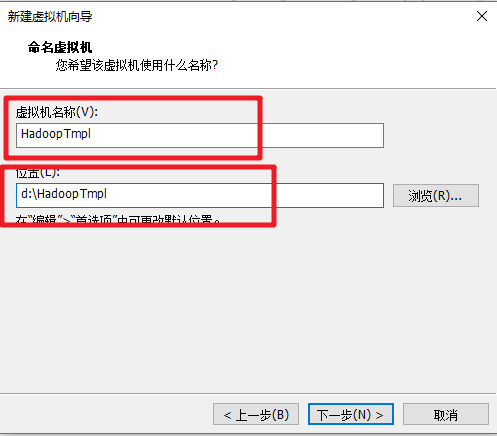 新建虚拟机向导
命名虚拟机
您希望该虚拟机使用什么名称?
虚拟机名称(V):
HadoopTmpl
位置(L):
d:\HadoopTmpl
浏览(R)...
在“编辑”>“首选项”中可更改默认位置。
< 上一步(B)
下一步(N) >
取消